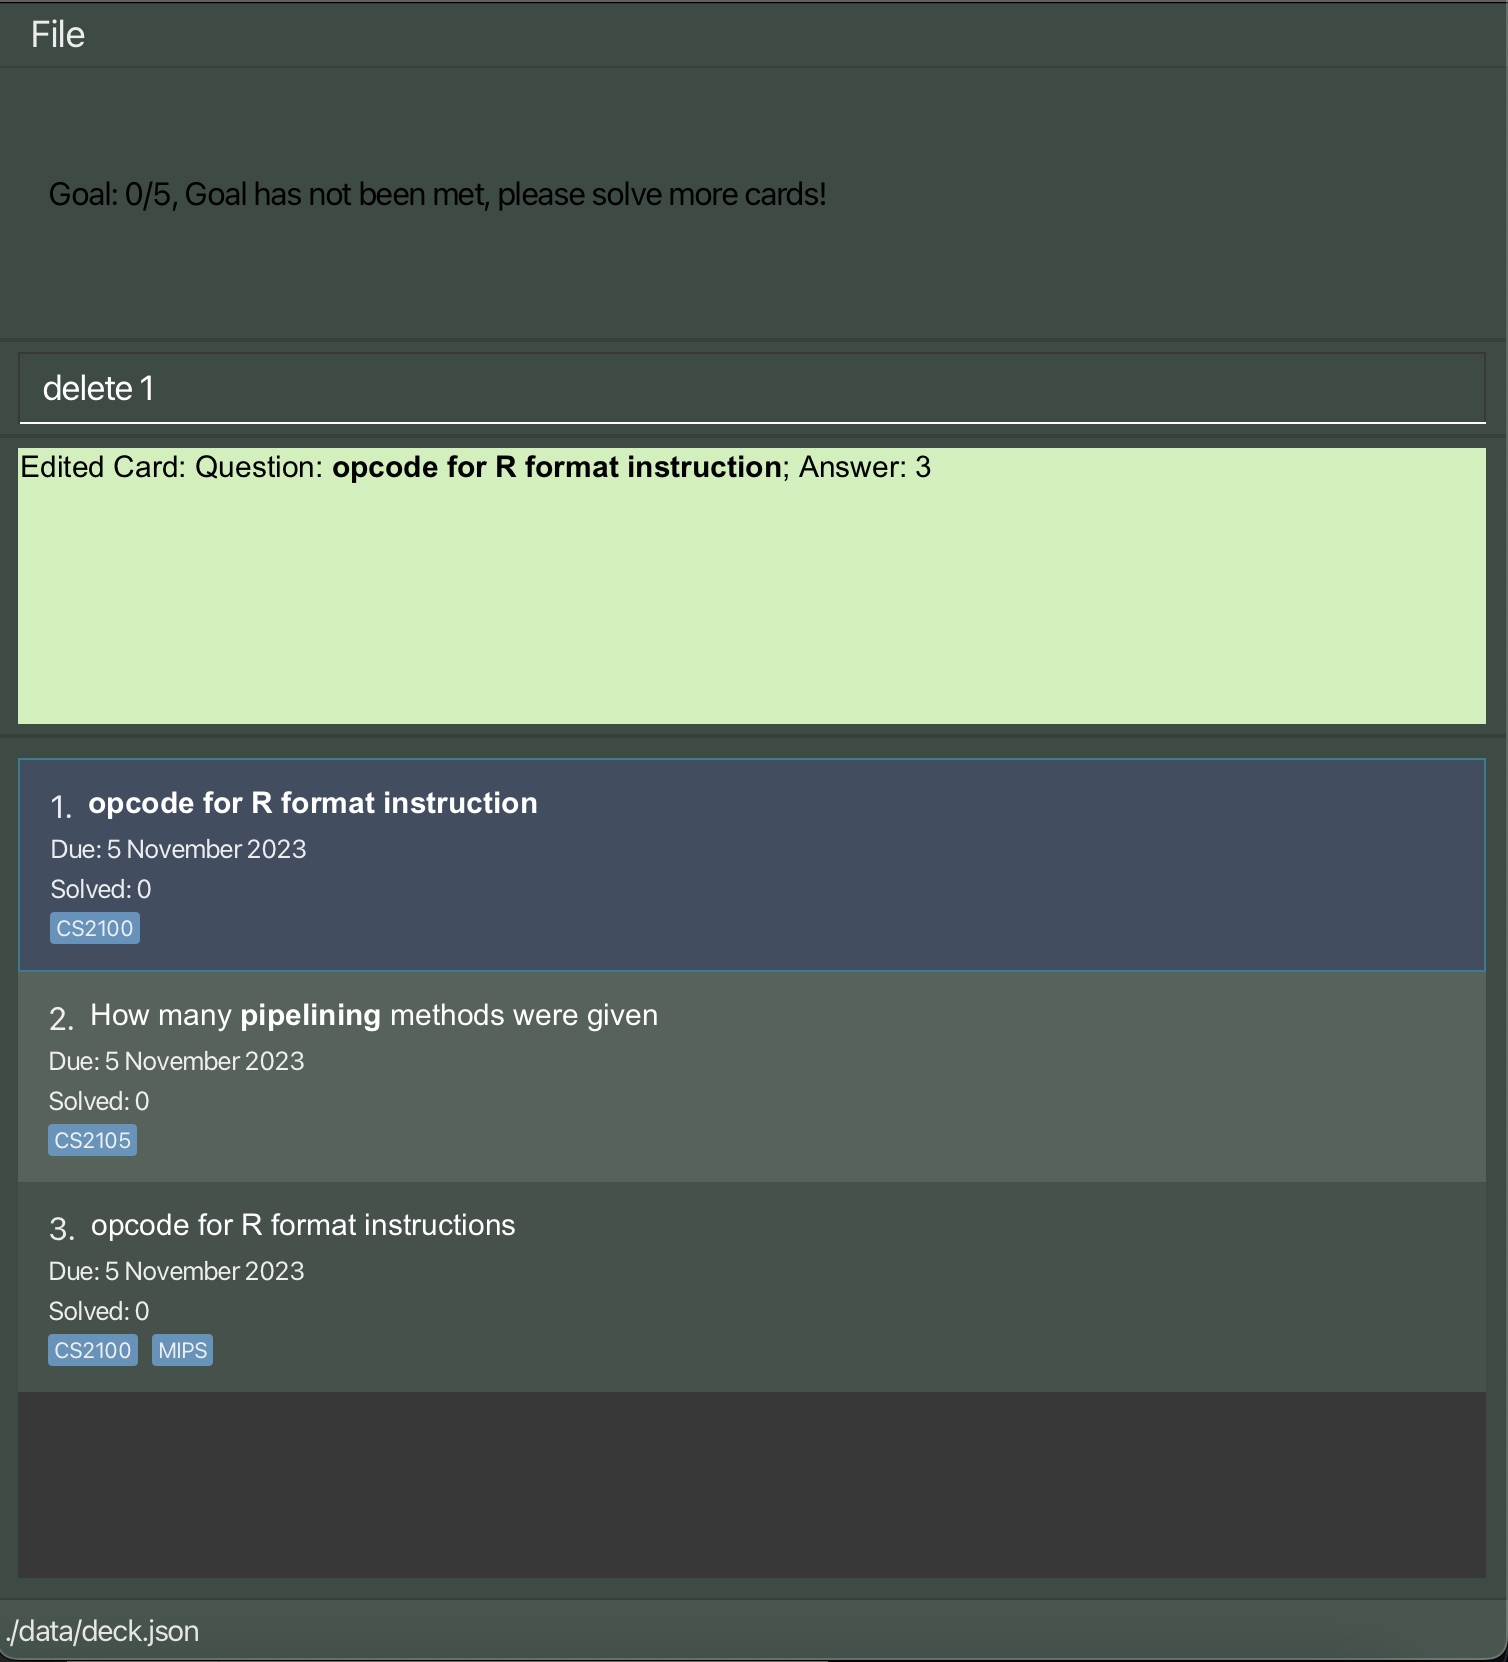 File
Goal: 0/5, Goal has not been met, please solve more cards!
delete 1
Edited Card: Question: opcode for R format instruction; Answer: 3
1. opcode for R format instruction
Due: 5 November 2023
Solved: 0
CS2100
2. How many pipelining methods were given
Due: 5 November 2023
Solved: 0
CS2105
3. opcode for R format instructions
Due: 5 November 2023
Solved: 0
CS2100 MIPS
./data/deck.json